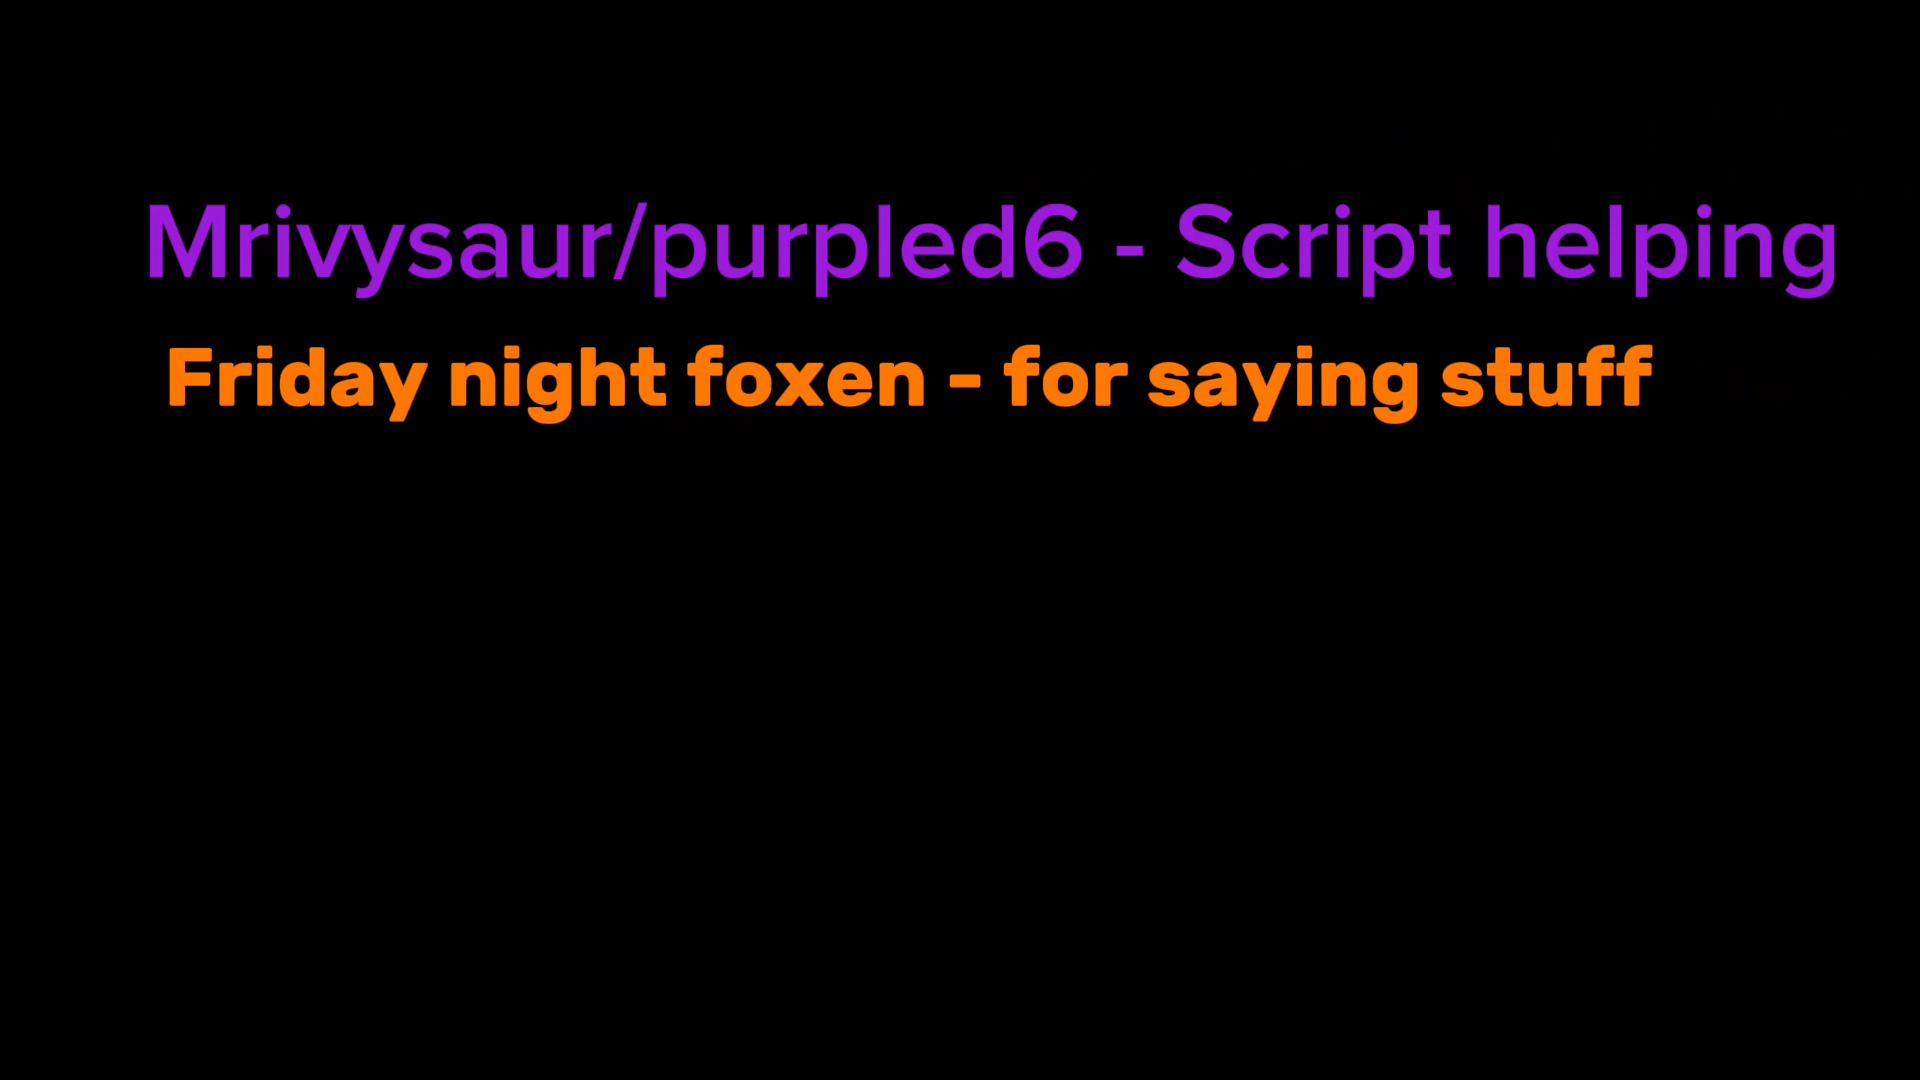 Mrivysaur/purpled6 - Script helping
Friday night foxen - for saying stuff